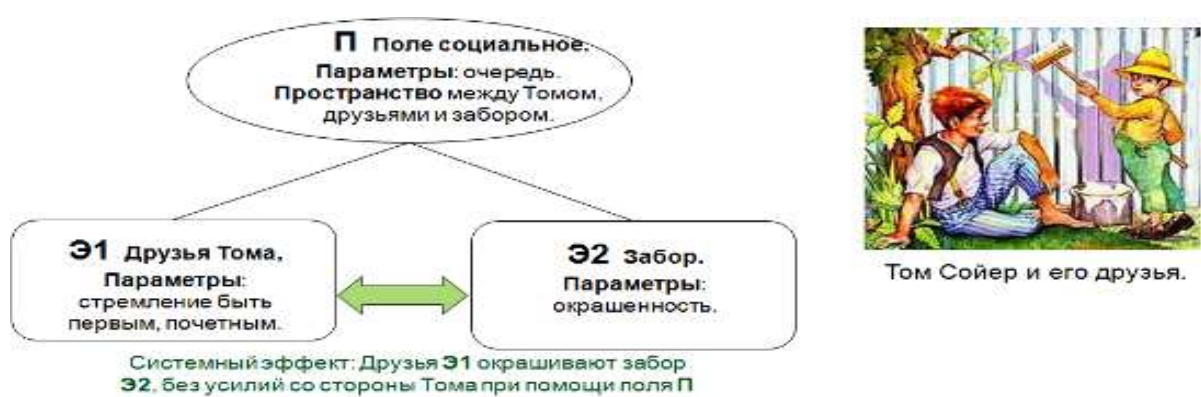 П Поле социальное.
Параметры: очередь.
Пространство между Томом,
друзьями и забором.
Э1 Друзья Тома,
Параметры:
стремление быть
первым, почетным.
Э2 Забор.
Параметры:
окрашенность.
Системный эффект: Друзья Э1 окрашивают забор
Э2, без усилий со стороны Тома при помощи поля П
Том Сойер и его друзья.